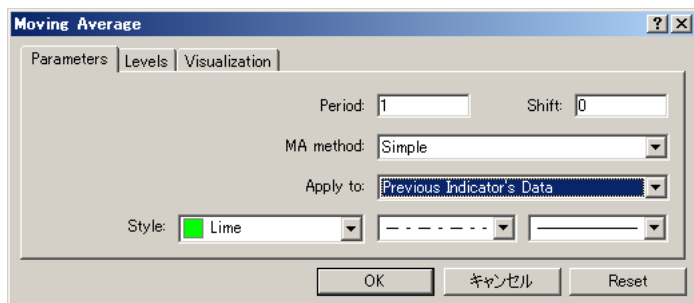 Moving Average
Parameters Levels Visualization
Period: 1 Shift: 0
MA method: Simple
Apply to: Previous Indicator's Data
Style: Lime
OK キャンセル Reset